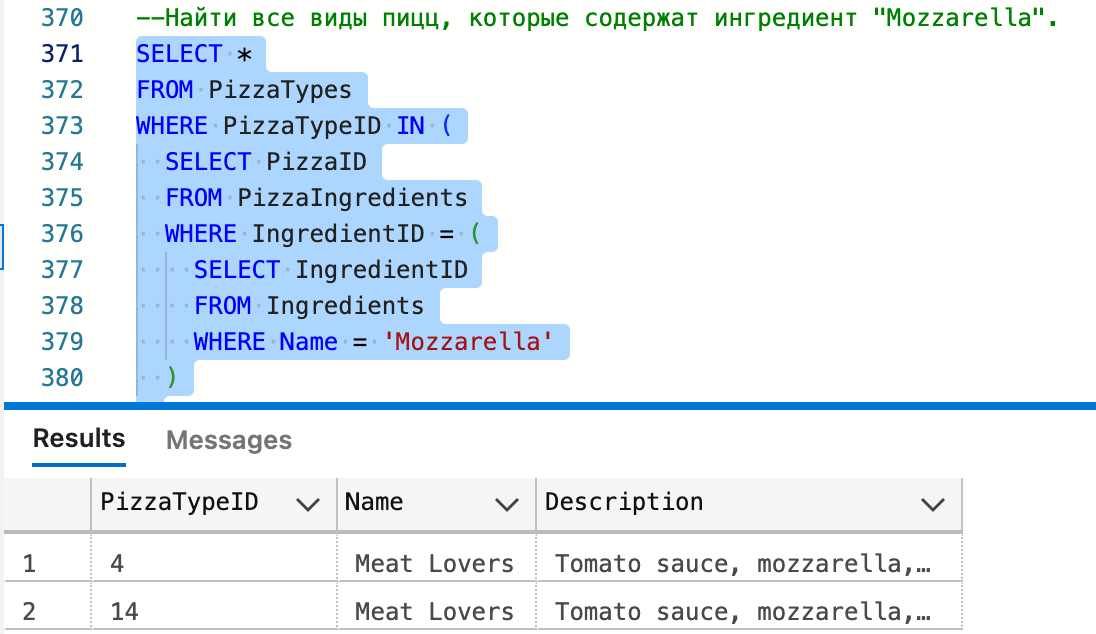 370 --Найти все виды пицц, которые содержат ингредиент "Mozzarella".
371 SELECT *
372 FROM PizzaTypes
373 WHERE PizzaTypeID IN (
374 SELECT PizzaID
375 FROM PizzaIngredients
376 WHERE IngredientID = (
377 SELECT IngredientID
378 FROM Ingredients
379 WHERE Name = 'Mozzarella'
380 )
Results Messages
PizzaTypeID Name Description
1 4 Meat Lovers Tomato sauce, mozzarella,…
2 14 Meat Lovers Tomato sauce, mozzarella,…